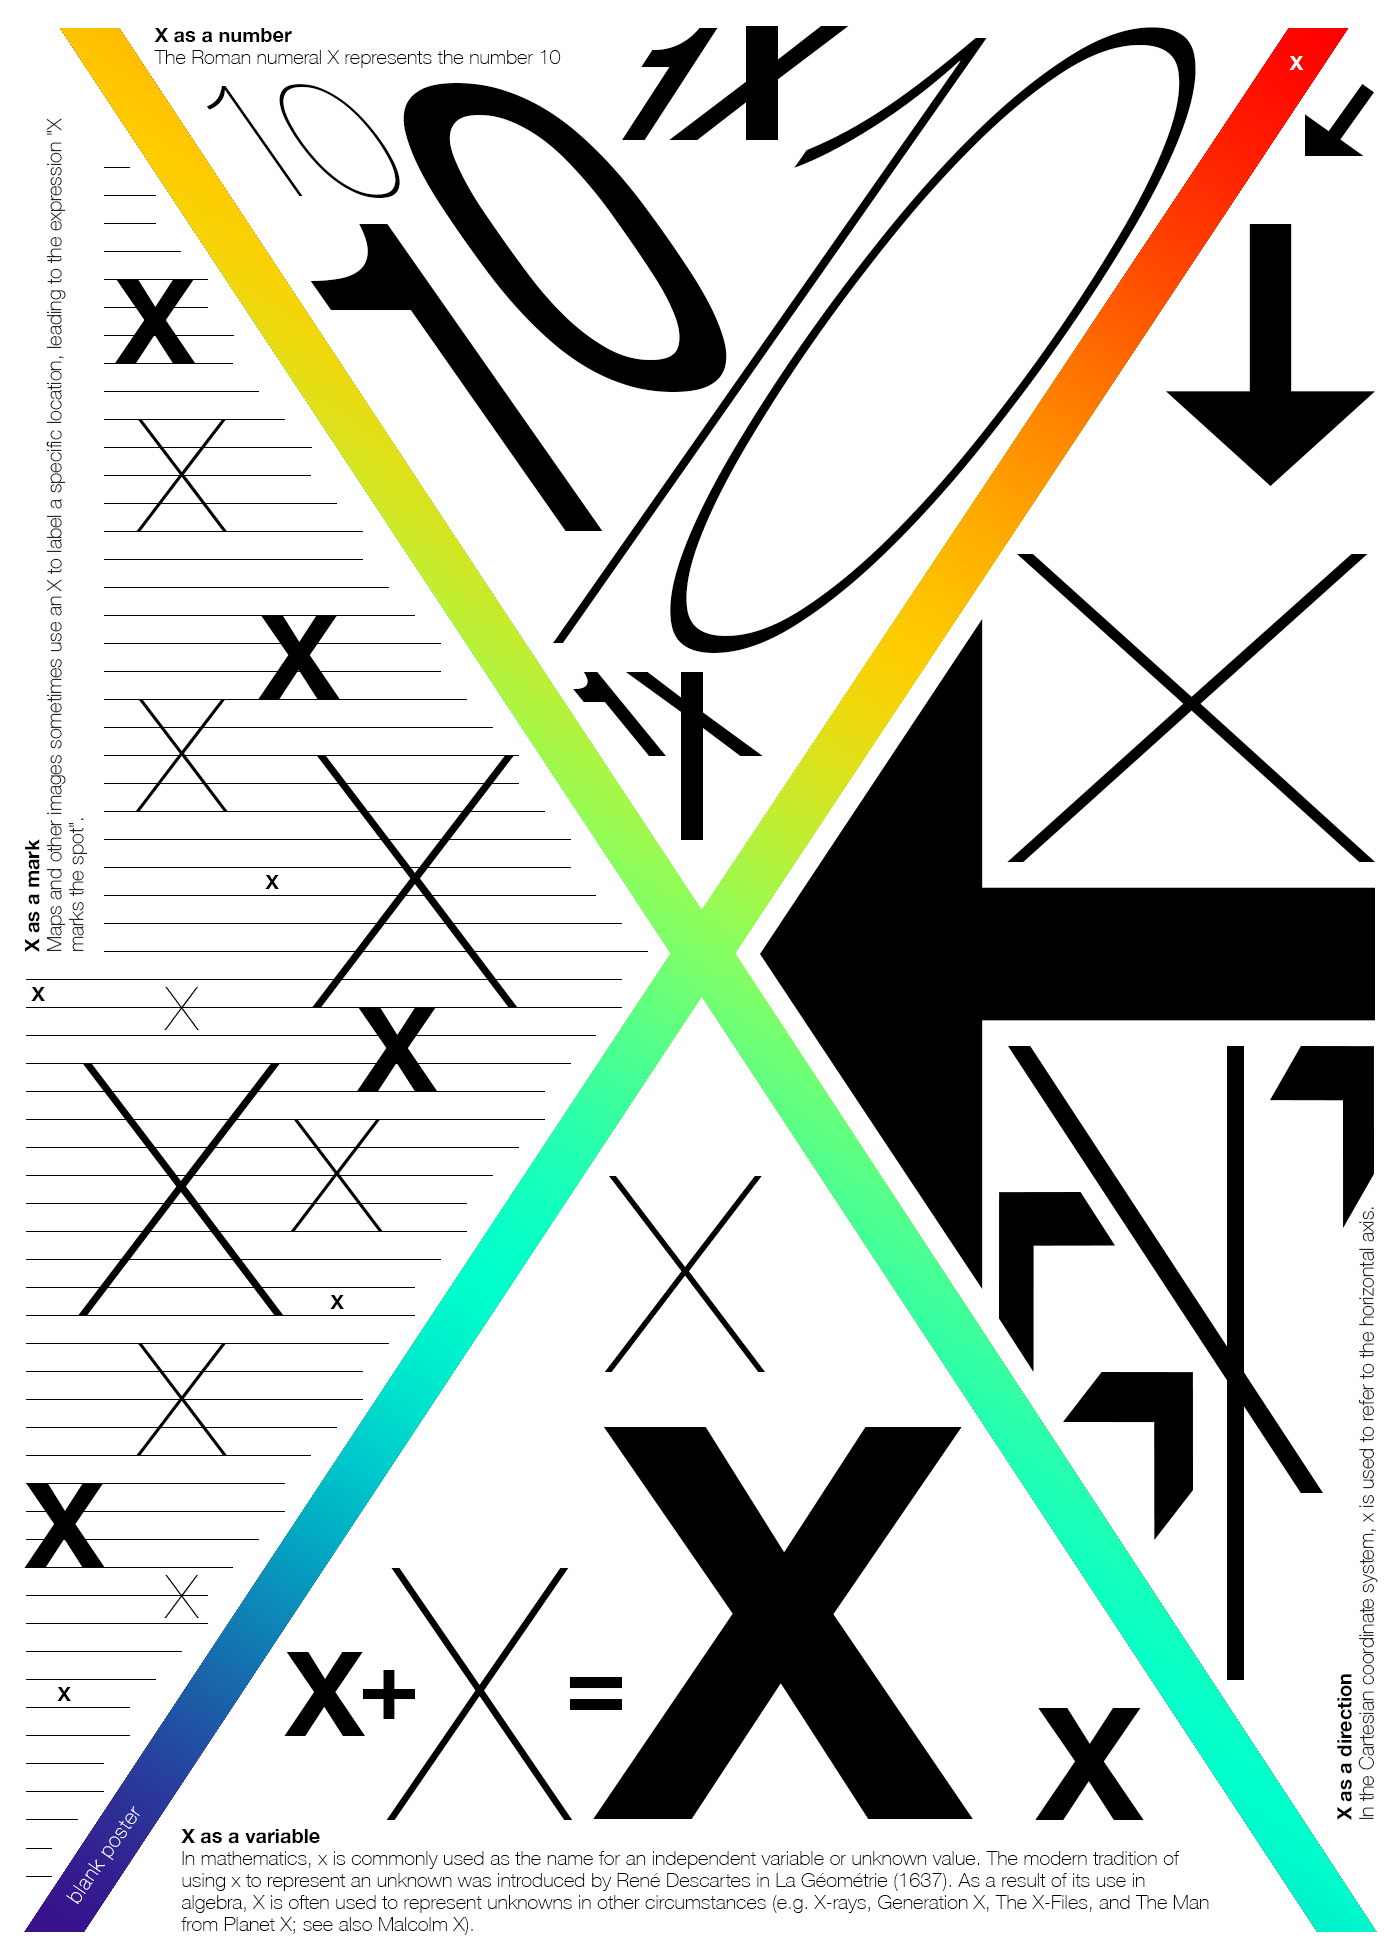 X as a number
The Roman numeral X represents the number 10
10
10
1X
10
1X
x
X as a mark
Maps and other images sometimes use an X to label a specific location, leading to the expression "X
marks the spot".
X
X
X
X
X
x
x
X
X
X
X
x
X
X
X
x
X
X
X
X
x+X=X
x
blank poster
X as a direction
In the Cartesian coordinate system, x is used to refer to the horizontal axis.
X as a variable
In mathematics, x is commonly used as the name for an independent variable or unknown value. The modern tradition of
using x to represent an unknown was introduced by René Descartes in La Géométrie (1637). As a result of its use in
algebra, X is often used to represent unknowns in other circumstances (e.g. X-rays, Generation X, The X-Files, and The Man
from Planet X; see also Malcolm X).